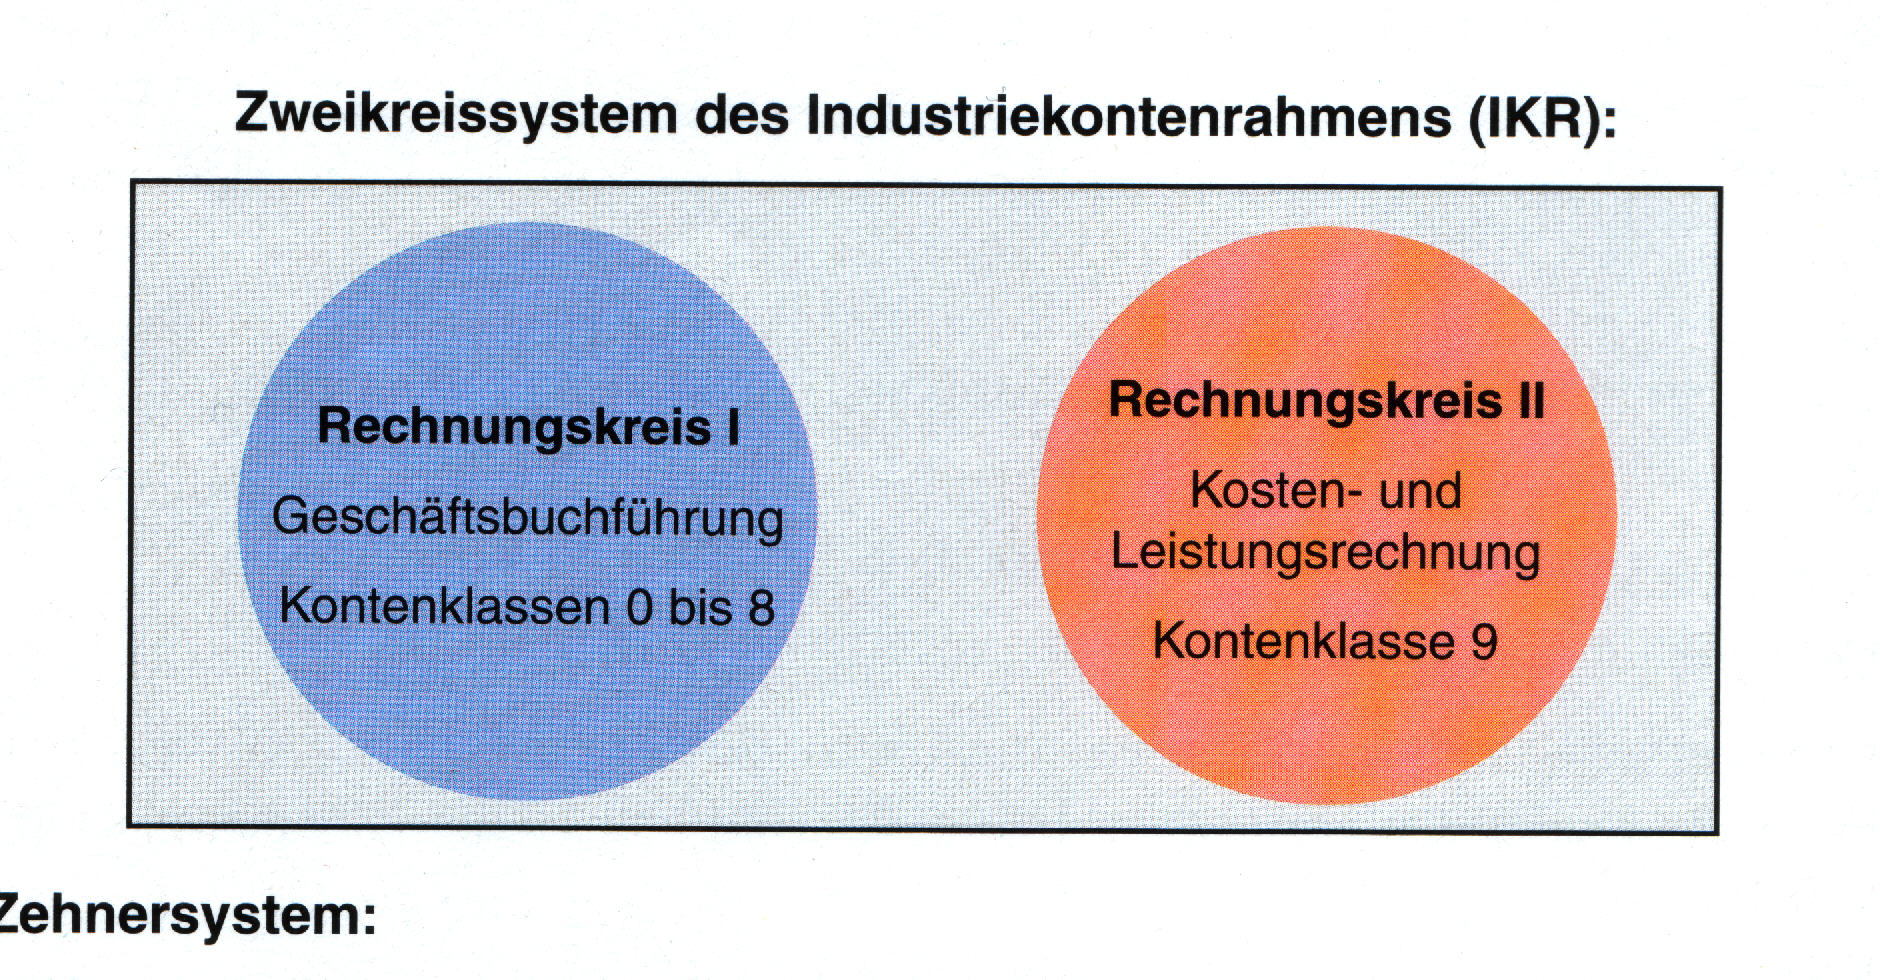 Zweikreissystem des Industriekontenrahmens (IKR):
Rechnungskreis I
Geschäftsbuchführung
Kontenklassen 0 bis 8
Rechnungskreis II
Kosten- und
Leistungsrechnung
Kontenklasse 9
Zehnersystem: